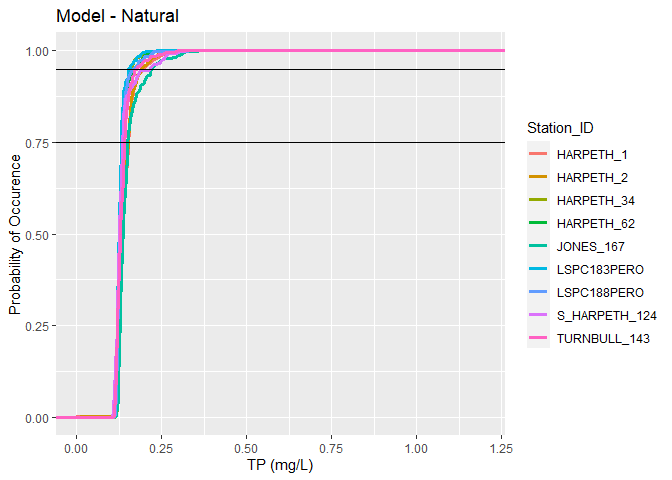 Model - Natural
1.00
0.75
0.50
0.25
0.00
Probability of Occurence
0.00 0.25 0.50 0.75 1.00 1.25
TP (mg/L)
Station_ID
HARPETH_1
HARPETH_2
HARPETH_34
HARPETH_62
JONES_167
LSPC183PERO
LSPC188PERO
S_HARPETH_124
TURNBULL_143